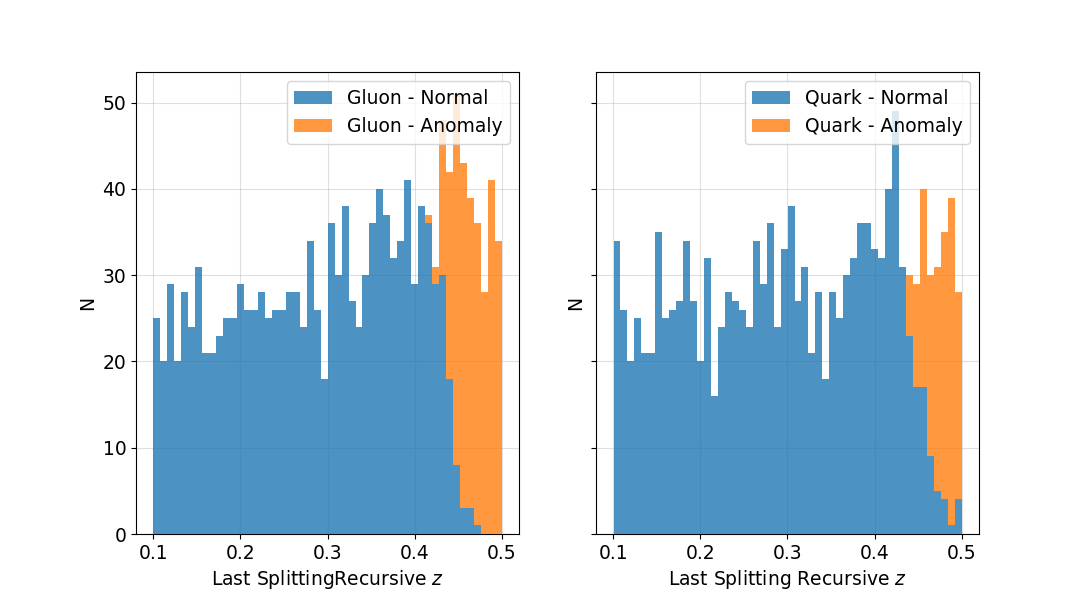 Gluon - Normal
Gluon - Anomaly
50
40
30
20
10
0
N
0.1 0.2 0.3 0.4 0.5
Last SplittingRecursive z
Quark - Normal
Quark - Anomaly
N
0.1 0.2 0.3 0.4 0.5
Last Splitting Recursive z